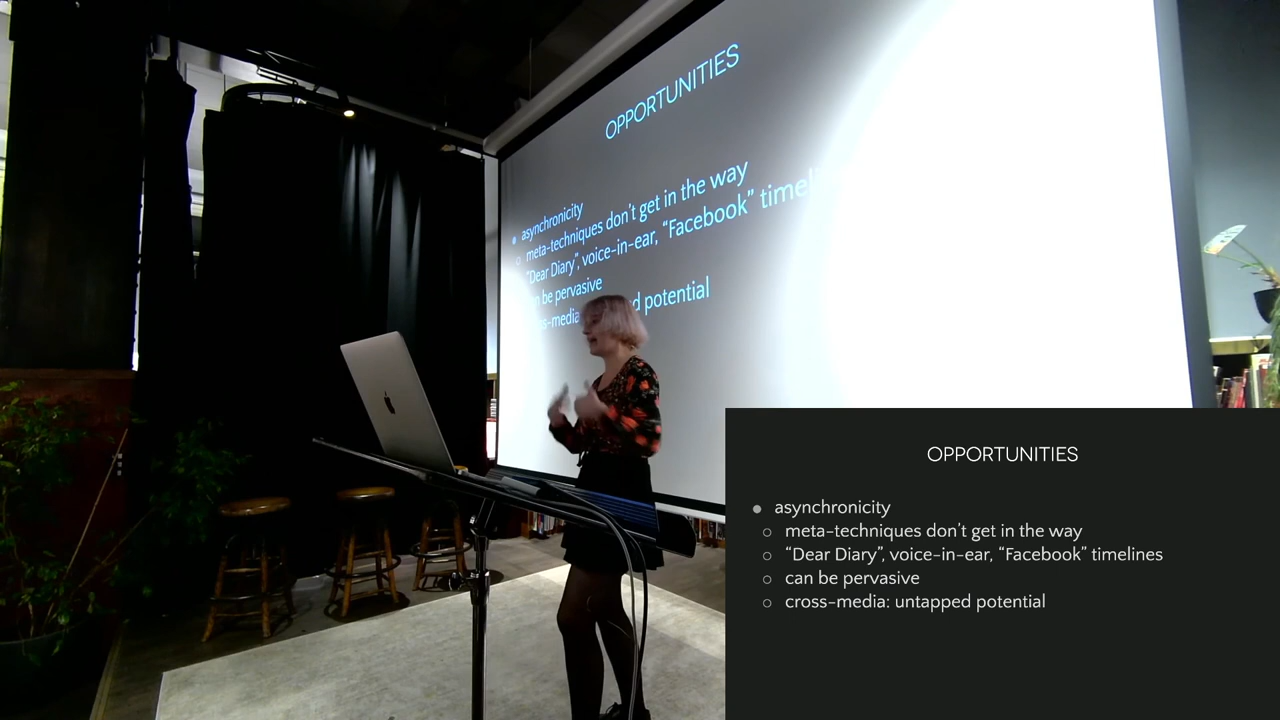 OPPORTUNITIES
asynchronicity
meta-techniques don't get in the way
"Dear Diary", voice-in-ear, "Facebook" timel
be pervasive
potential
OPPORTUNITIES
● asynchronicity
○ meta-techniques don't get in the way
○ "Dear Diary", voice-in-ear, "Facebook" timelines
○ can be pervasive
○ cross-media: untapped potential